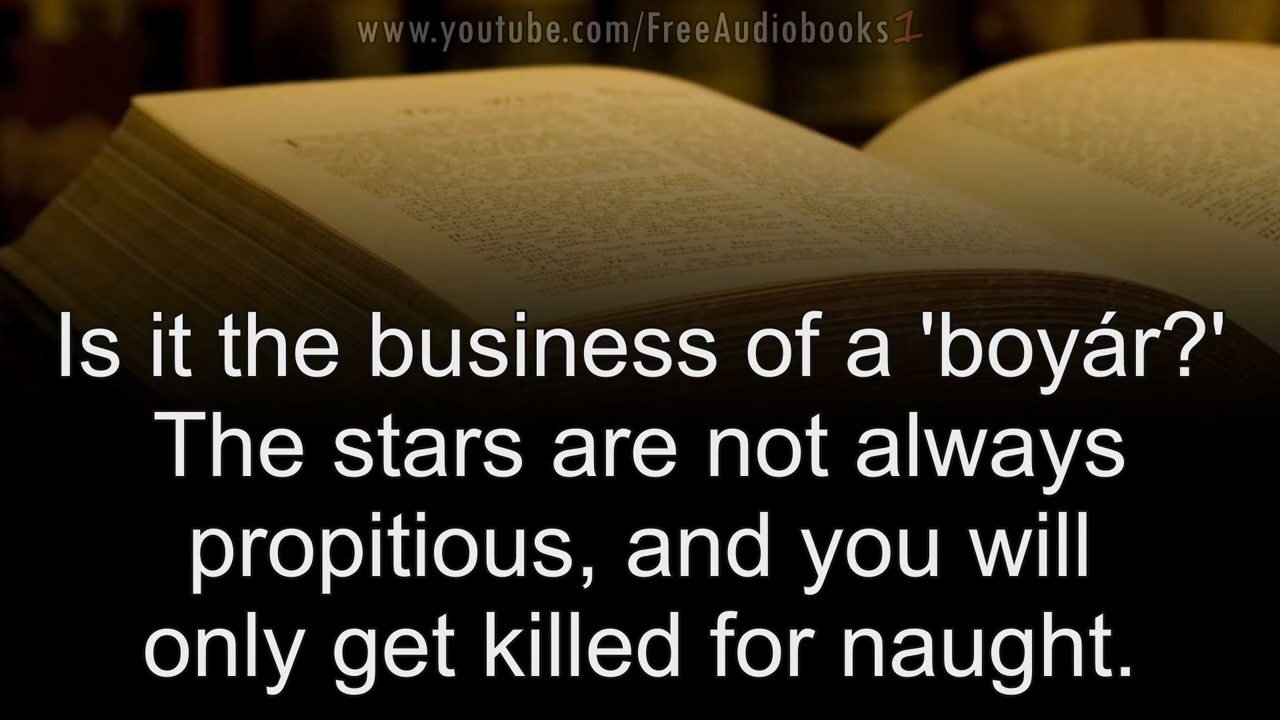 www.youtube.com/FreeAudiobooks1
Is it the business of a 'boyár?'
The stars are not always
propitious, and you will
only get killed for naught.